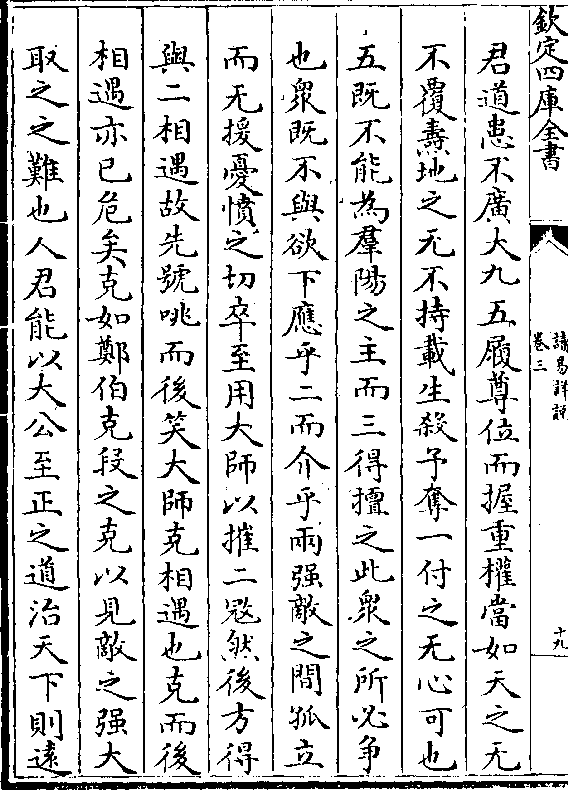 欽定四庫全書
讀易詳說
卷三
十九
君道患不廣大九五履尊位而握重權當如天之无
不覆燾地之无不持載生殺予奪一付之无心可也
五既不能為羣陽之主而三得擅之此衆之所必争
也衆既不與欲下應乎二而介乎兩强敵之間孤立
而无援憂憤之切卒至用大師以摧二冦然後方得
與二相遇故先號咷而後笑大師克相遇也克而後
相遇亦已危矣克如鄭伯克段之克以見敵之强大
取之之難也人君能以大公至正之道治天下則逺